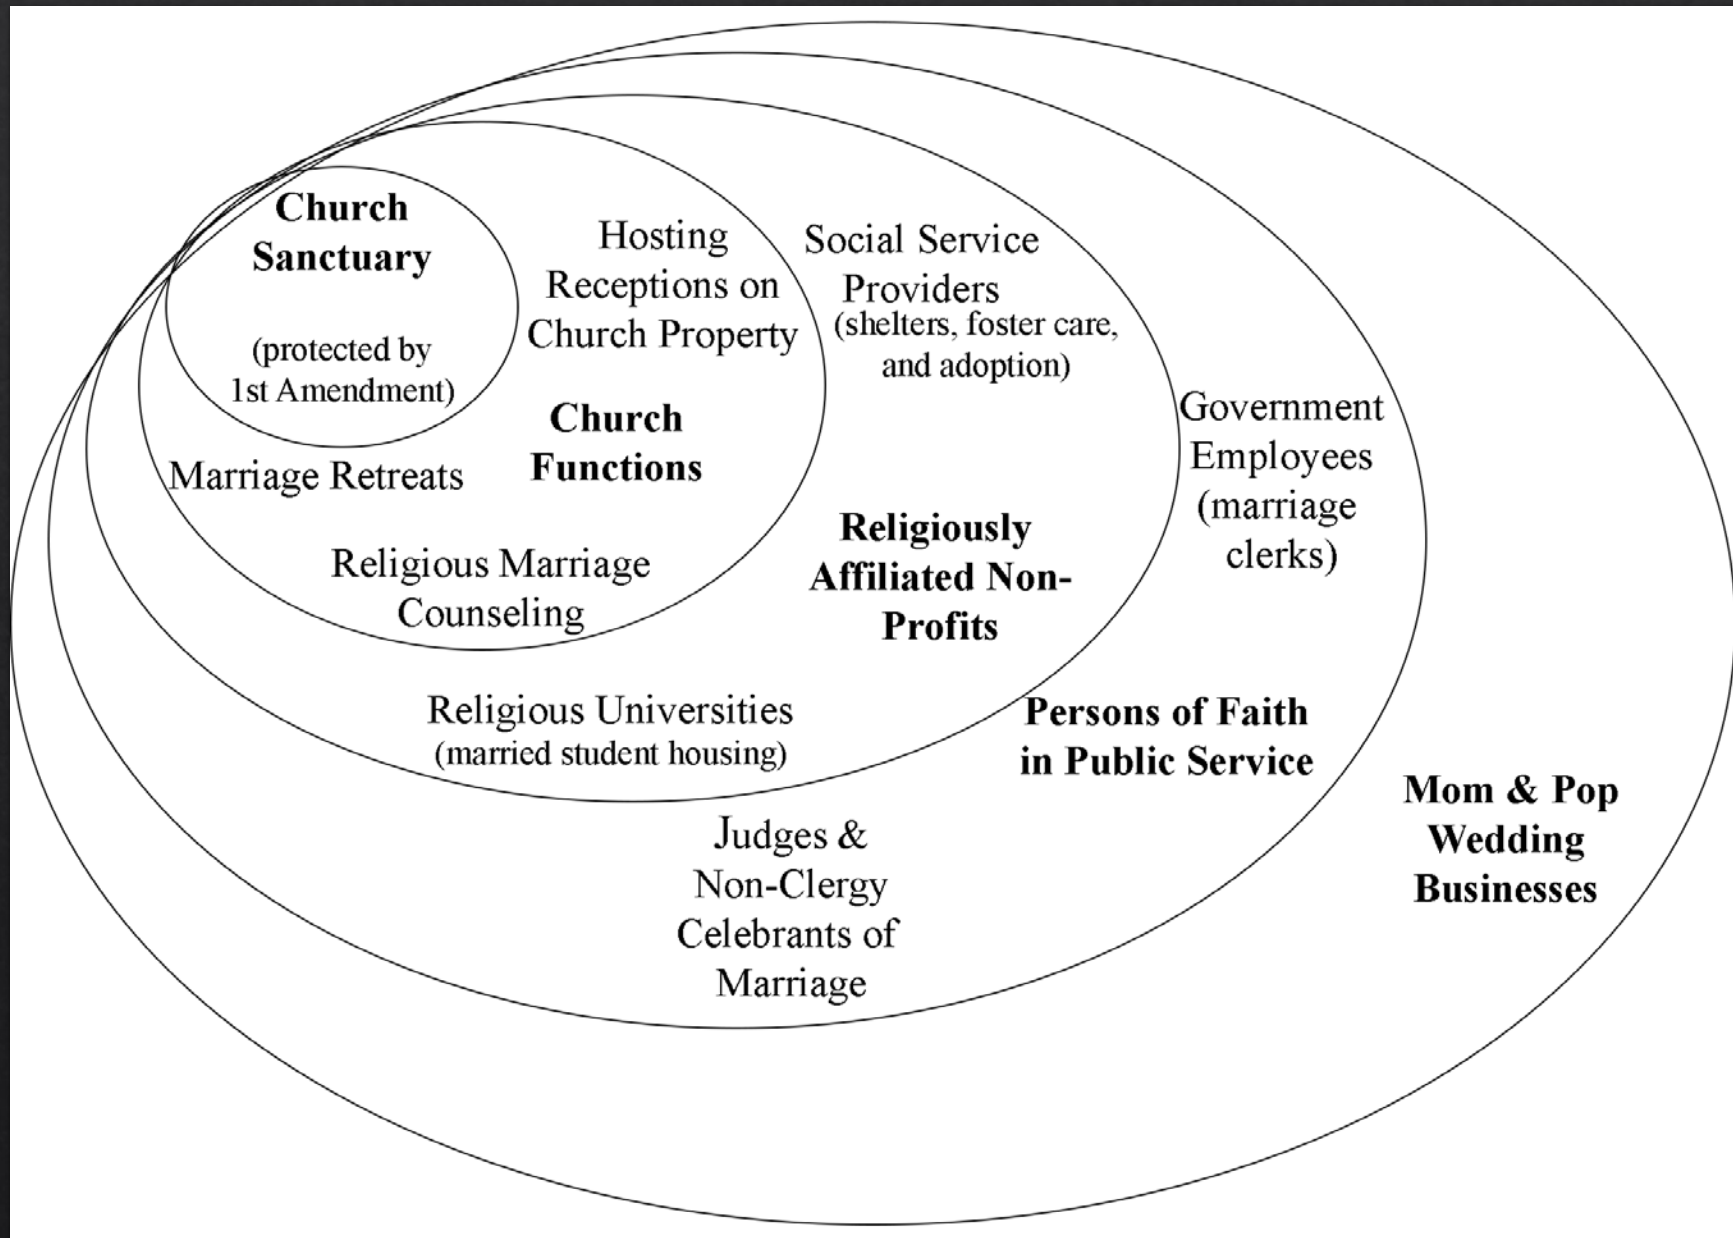 Church
Sanctuary
(protected by
1st Amendment)
Hosting
Receptions on
Church Property
Church
Functions
Marriage Retreats
Religious Marriage
Counseling
Social Service
Providers
(shelters, foster care,
and adoption)
Religiously
Affiliated Non-
Profits
Religious Universities
(married student housing)
Government
Employees
(marriage
clerks)
Persons of Faith
in Public Service
Judges &
Non-Clergy
Celebrants of
Marriage
Mom & Pop
Wedding
Businesses